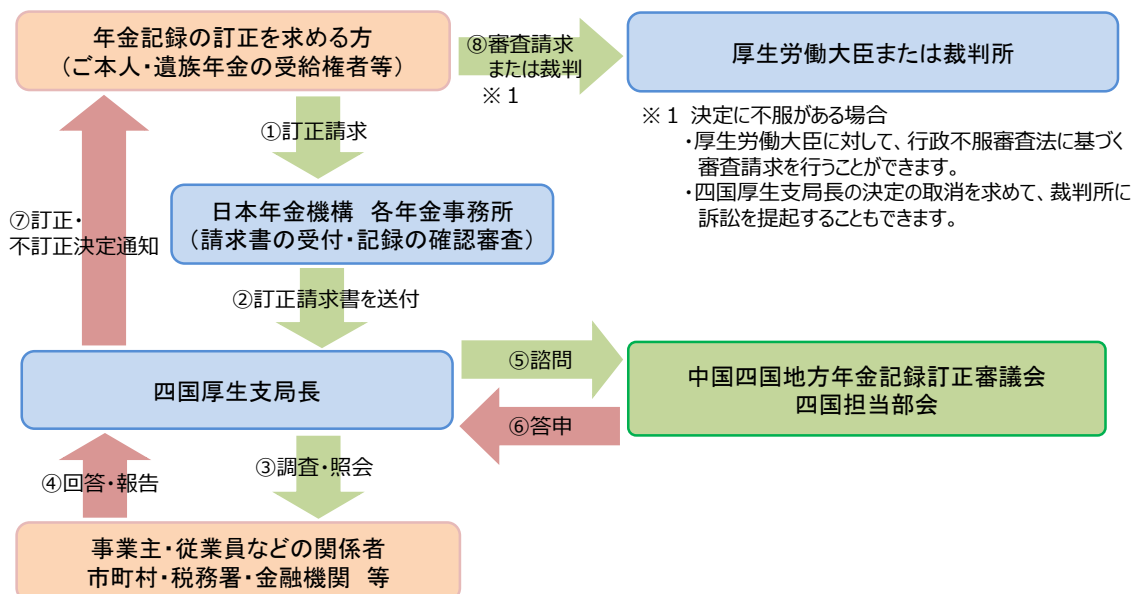 年金記録の訂正を求める方
（ご本人・遺族年金の受給権者等）
⑧審査請求
または裁判
※１
厚生労働大臣または裁判所
※１ 決定に不服がある場合
・厚生労働大臣に対して、行政不服審査法に基づく
審査請求を行うことができます。
・四国厚生支局長の決定の取消を求めて、裁判所に
訴訟を提起することもできます。
①訂正請求
⑦訂正・
不訂正決定通知
日本年金機構 各年金事務所
（請求書の受付・記録の確認審査）
②訂正請求書を送付
四国厚生支局長
⑤諮問
⑥答申
中国四国地方年金記録訂正審議会
四国担当部会
③調査・照会
④回答・報告
事業主・従業員などの関係者
市町村・税務署・金融機関 等